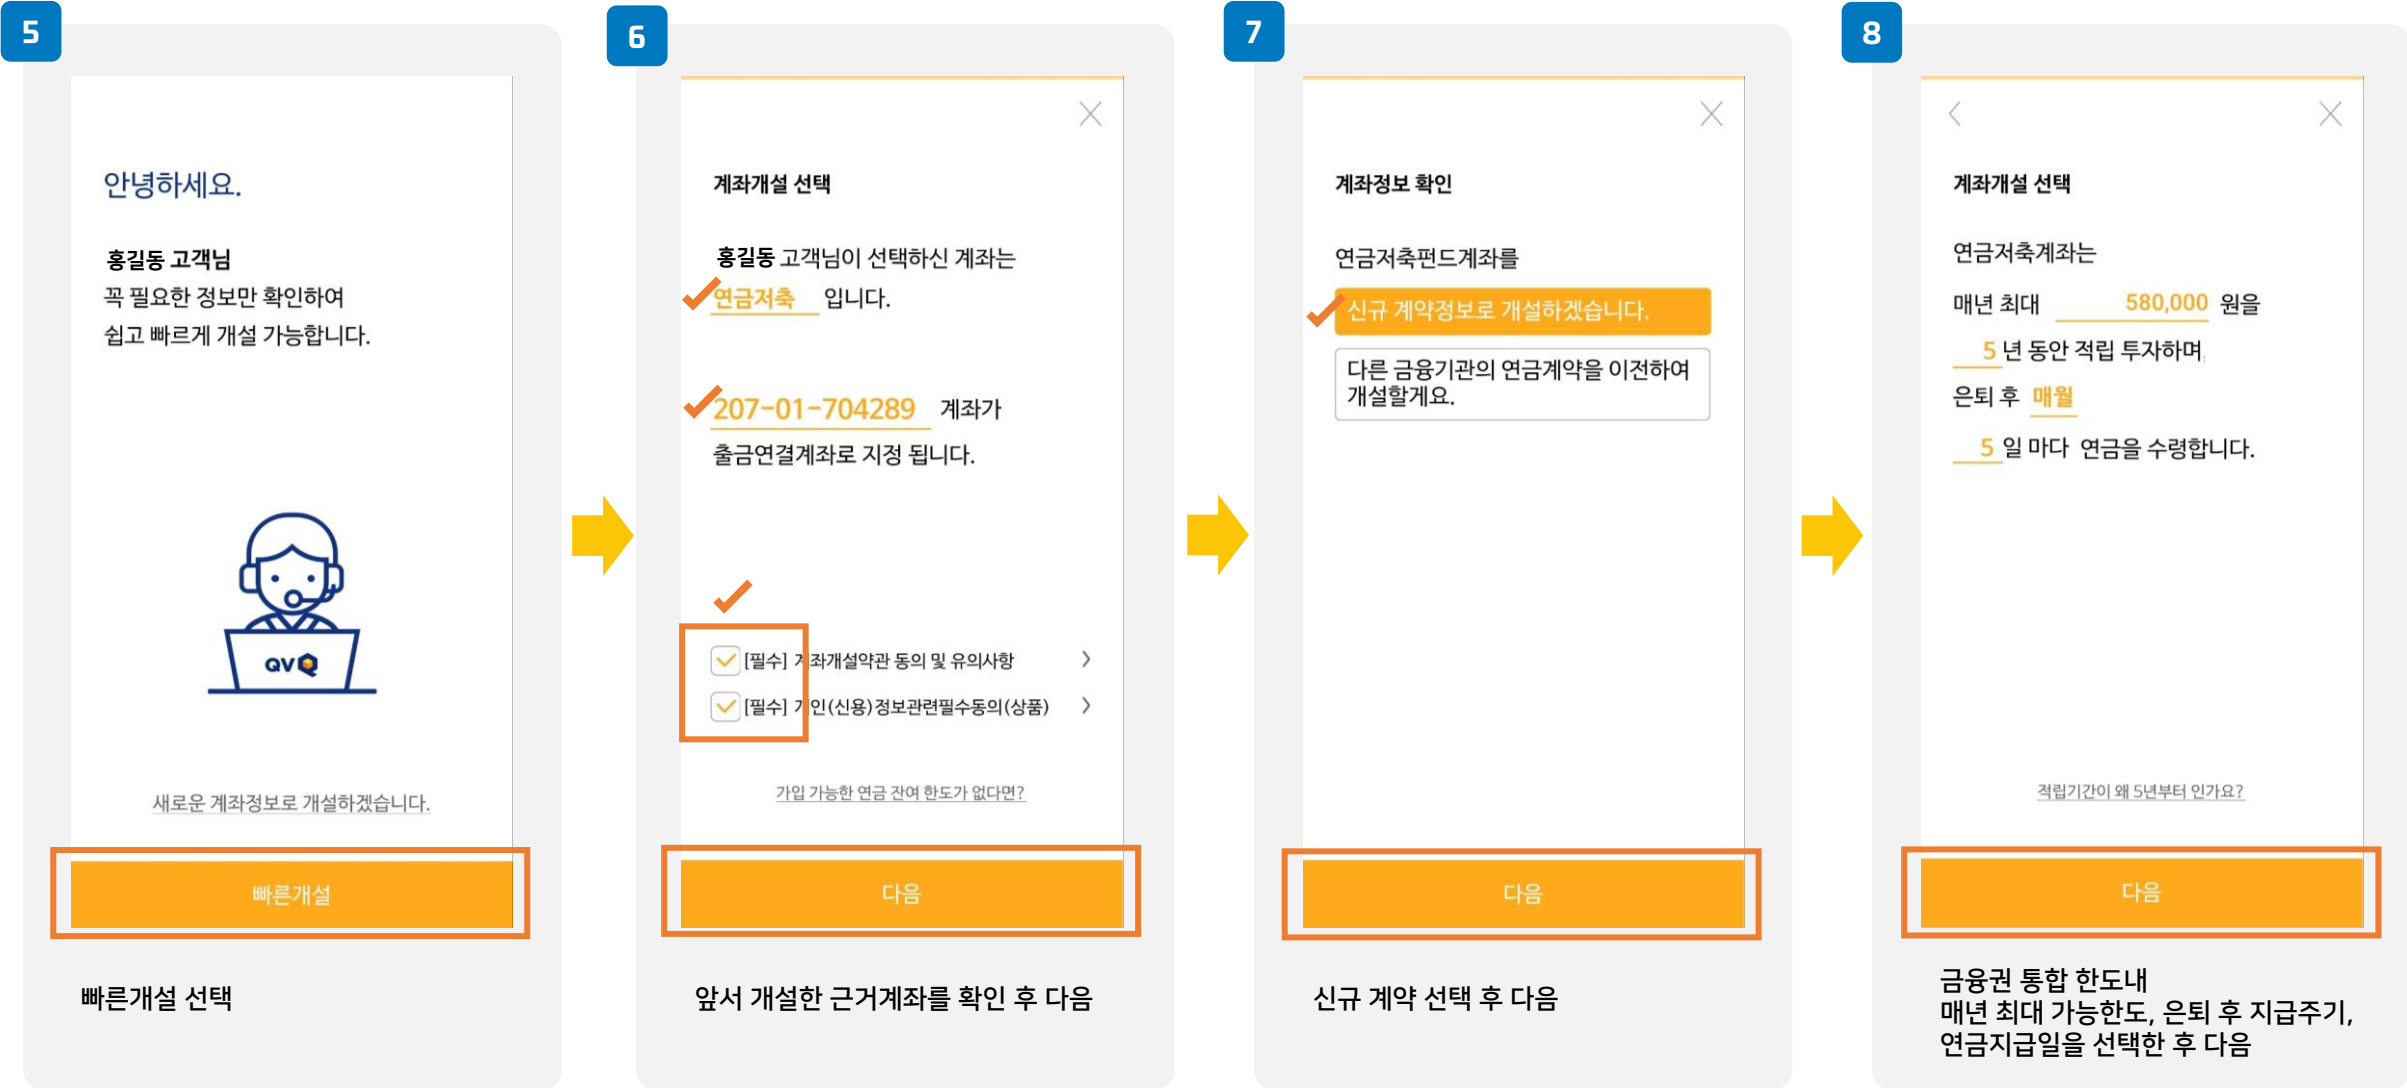 5
안녕하세요.
홍길동 고객님
꼭 필요한 정보만 확인하여
쉽고 빠르게 개설 가능합니다.
QV
새로운 계좌정보로 개설하겠습니다.
빠른개설
빠른개설 선택
6
계좌개설 선택
홍길동 고객님이 선택하신 계좌는
연금저축 입니다.
207-01-704289 계좌가
출금연결계좌로 지정 됩니다.
[필수] 계좌개설약관 동의 및 유의사항
[필수] 개인(신용)정보관련필수동의(상품)
가입 가능한 연금 잔여 한도가 없다면?
다음
앞서 개설한 근거계좌를 확인 후 다음
7
계좌정보 확인
연금저축펀드계좌를
신규 계약정보로 개설하겠습니다.
다른 금융기관의 연금계약을 이전하여
개설할게요.
다음
신규 계약 선택 후 다음
8
계좌개설 선택
연금저축계좌는
매년 최대 580,000 원을
5 년 동안 적립 투자하며,
은퇴 후 매월
5 일 마다 연금을 수령합니다.
적립기간이 왜 5년부터 인가요?
다음
금융권 통합 한도내
매년 최대 가능한도, 은퇴 후 지급주기,
연금지급일을 선택한 후 다음